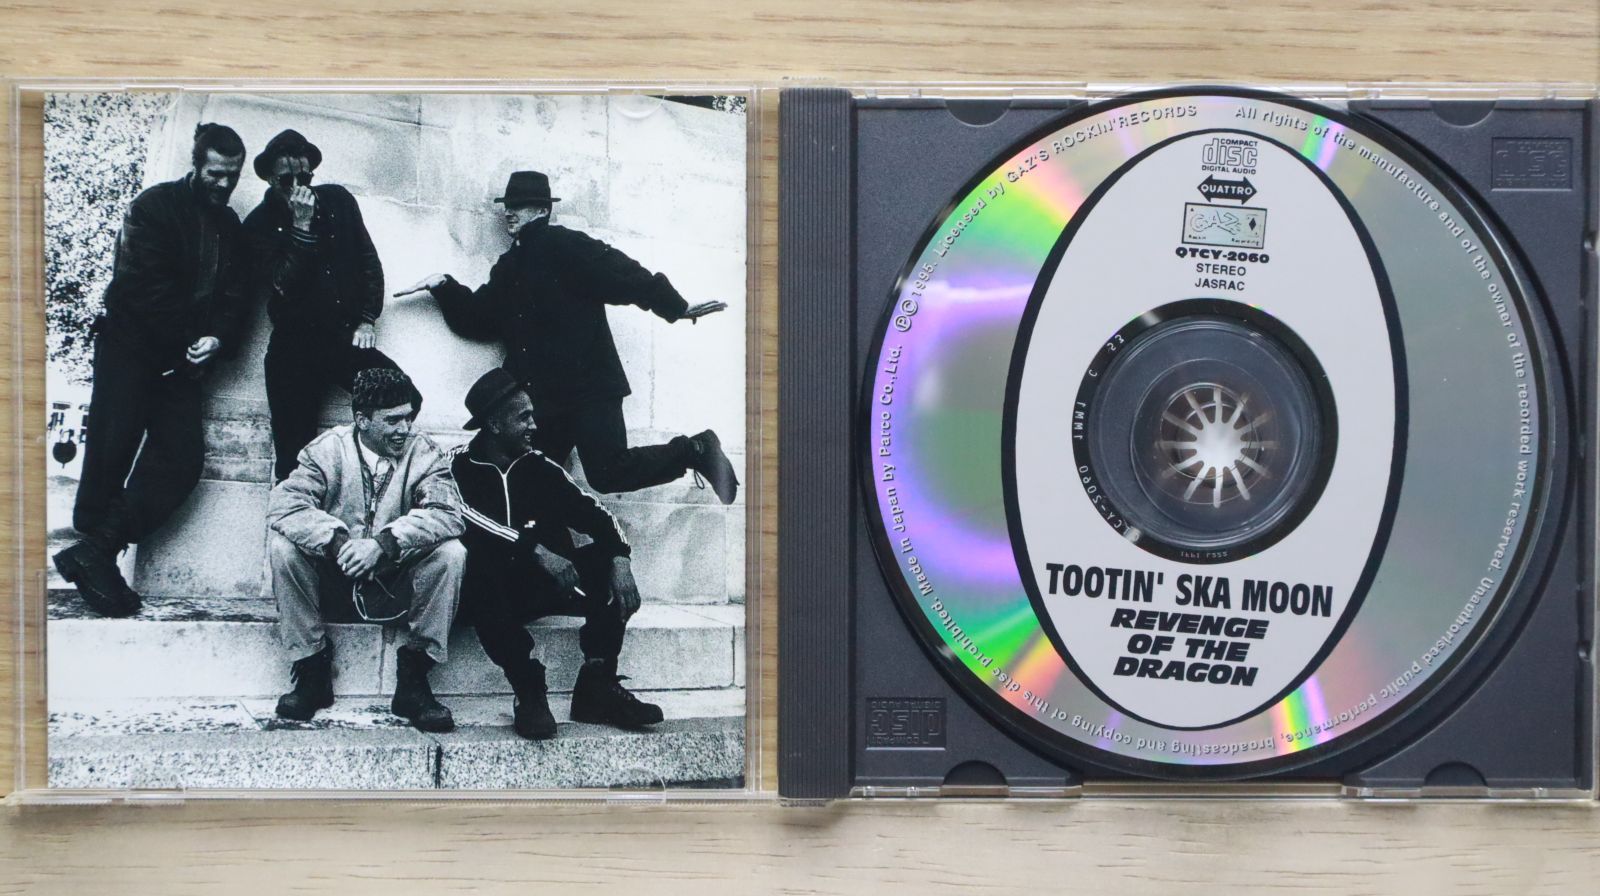 Licensed by GAZ'S ROCKIN'RECORDS
All rights of the manufacture and of the owner of the recorded work reserved. Unauthorised public performance, broadcasting and copying of this disc prohibited. Made in Japan by Parco Co.,Ltd. ℗© 1995.
COMPACT
disc
DIGITAL AUDIO
QUATTRO
GAZ
QTCY-2060
STEREO
JASRAC
TOOTIN' SKA MOON
REVENGE
OF THE
DRAGON